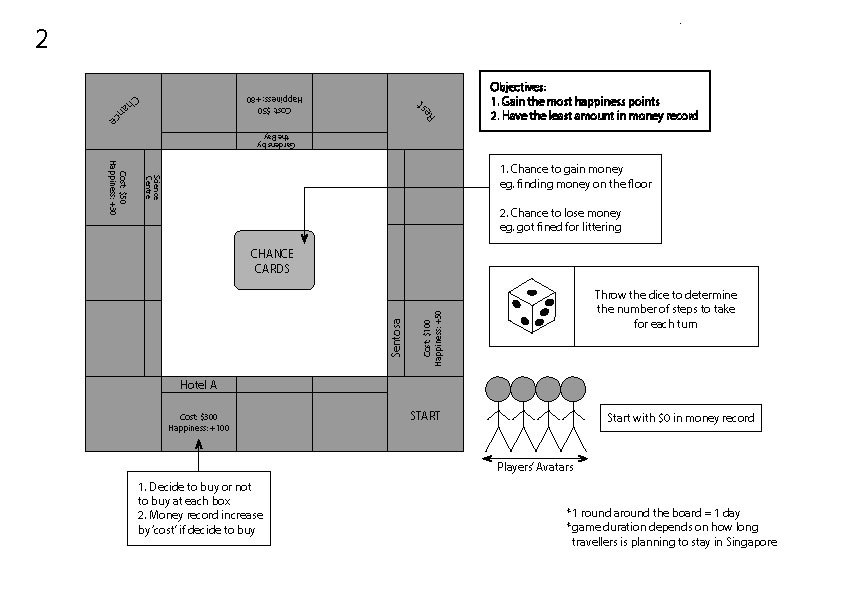 2
Chance
Cost: $50
Happiness: +80
Gardens by
the Bay
Rest
Science
Centre
Cost: $50
Happiness: +30
CHANCE
CARDS
Sentosa
Cost: $100
Happiness: +50
Hotel A
Cost: $300
Happiness: +100
START
Objectives:
1. Gain the most happiness points
2. Have the least amount in money record
1. Chance to gain money
eg. finding money on the floor
2. Chance to lose money
eg. got fined for littering
Throw the dice to determine
the number of steps to take
for each turn
Start with $0 in money record
Players' Avatars
1. Decide to buy or not
to buy at each box
2. Money record increase
by 'cost' if decide to buy
*1 round around the board = 1 day
*game duration depends on how long
travellers is planning to stay in Singapore